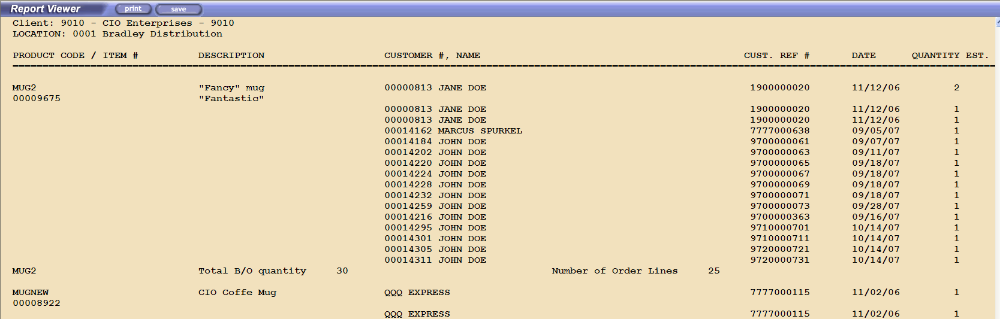 Report Viewer print save
Client: 9010 - CIO Enterprises - 9010
LOCATION: 0001 Bradley Distribution
PRODUCT CODE / ITEM # DESCRIPTION CUSTOMER #, NAME CUST. REF # DATE QUANTITY EST.
MUG2 "Fancy" mug 00000813 JANE DOE 1900000020 11/12/06 2
00009675 "Fantastic"
00000813 JANE DOE 1900000020 11/12/06 1
00000813 JANE DOE 1900000020 11/12/06 1
00014162 MARCUS SPURKEL 7777000638 09/05/07 1
00014184 JOHN DOE 9700000061 09/07/07 1
00014202 JOHN DOE 9700000063 09/11/07 1
00014220 JOHN DOE 9700000065 09/18/07 1
00014224 JOHN DOE 9700000067 09/18/07 1
00014228 JOHN DOE 9700000069 09/18/07 1
00014232 JOHN DOE 9700000071 09/18/07 1
00014259 JOHN DOE 9700000073 09/28/07 1
00014216 JOHN DOE 9700000363 09/16/07 1
00014295 JOHN DOE 9710000701 10/14/07 1
00014301 JOHN DOE 9710000711 10/14/07 1
00014305 JOHN DOE 9720000721 10/14/07 1
00014311 JOHN DOE 9720000731 10/14/07 1
MUG2 Total B/O quantity 30 Number of Order Lines 25
MUGNEW CIO Coffe Mug QQQ EXPRESS 7777000115 11/02/06 1
00008922
QQQ EXPRESS 7777000115 11/02/06 1